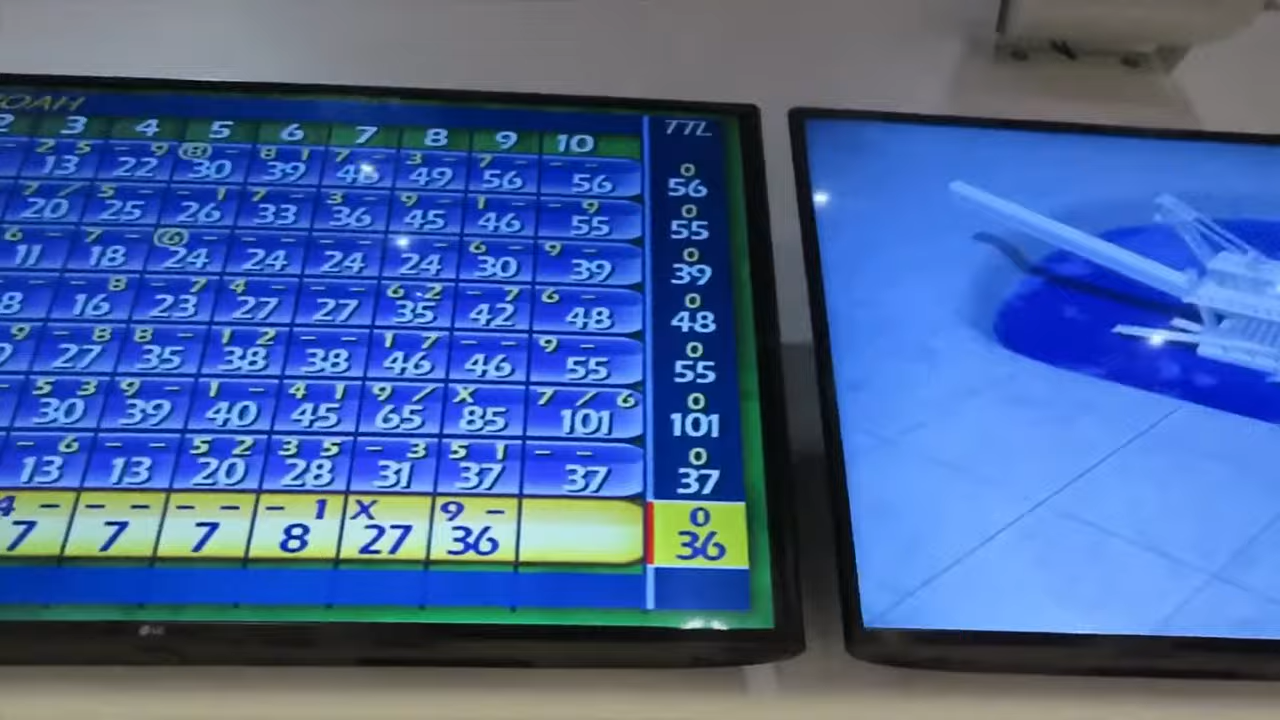 OAH
2 3 4 5 6 7 8 9 10 TTL
- 2 5 - 9 8 - 8 1 7 - 3 - 7 - - - 0
13 22 30 39 46 49 56 56 56
7 / 5 - - 1 7 - 3 - 9 - 1 - - 9 0
20 25 26 33 36 45 46 55 55
6 - 7 - 6 - - - - - - - 6 - 9 - 0
11 18 24 24 24 24 30 39 39
- 8 - 7 4 - - - 6 2 - 7 6 - 0
8 16 23 27 27 35 42 48 48
9 - 8 8 - 1 2 - - 1 7 - - 9 - 0
27 35 38 38 46 46 55 55
- 5 3 9 - 1 - 4 1 9 / X 7 / 6 0
30 39 40 45 65 85 101 101
- 6 - - 5 2 3 5 - 3 5 1 - - 0
13 13 20 28 31 37 37 37
4 - - - - - - 1 X 9 - 0
7 7 7 8 27 36 36
LG